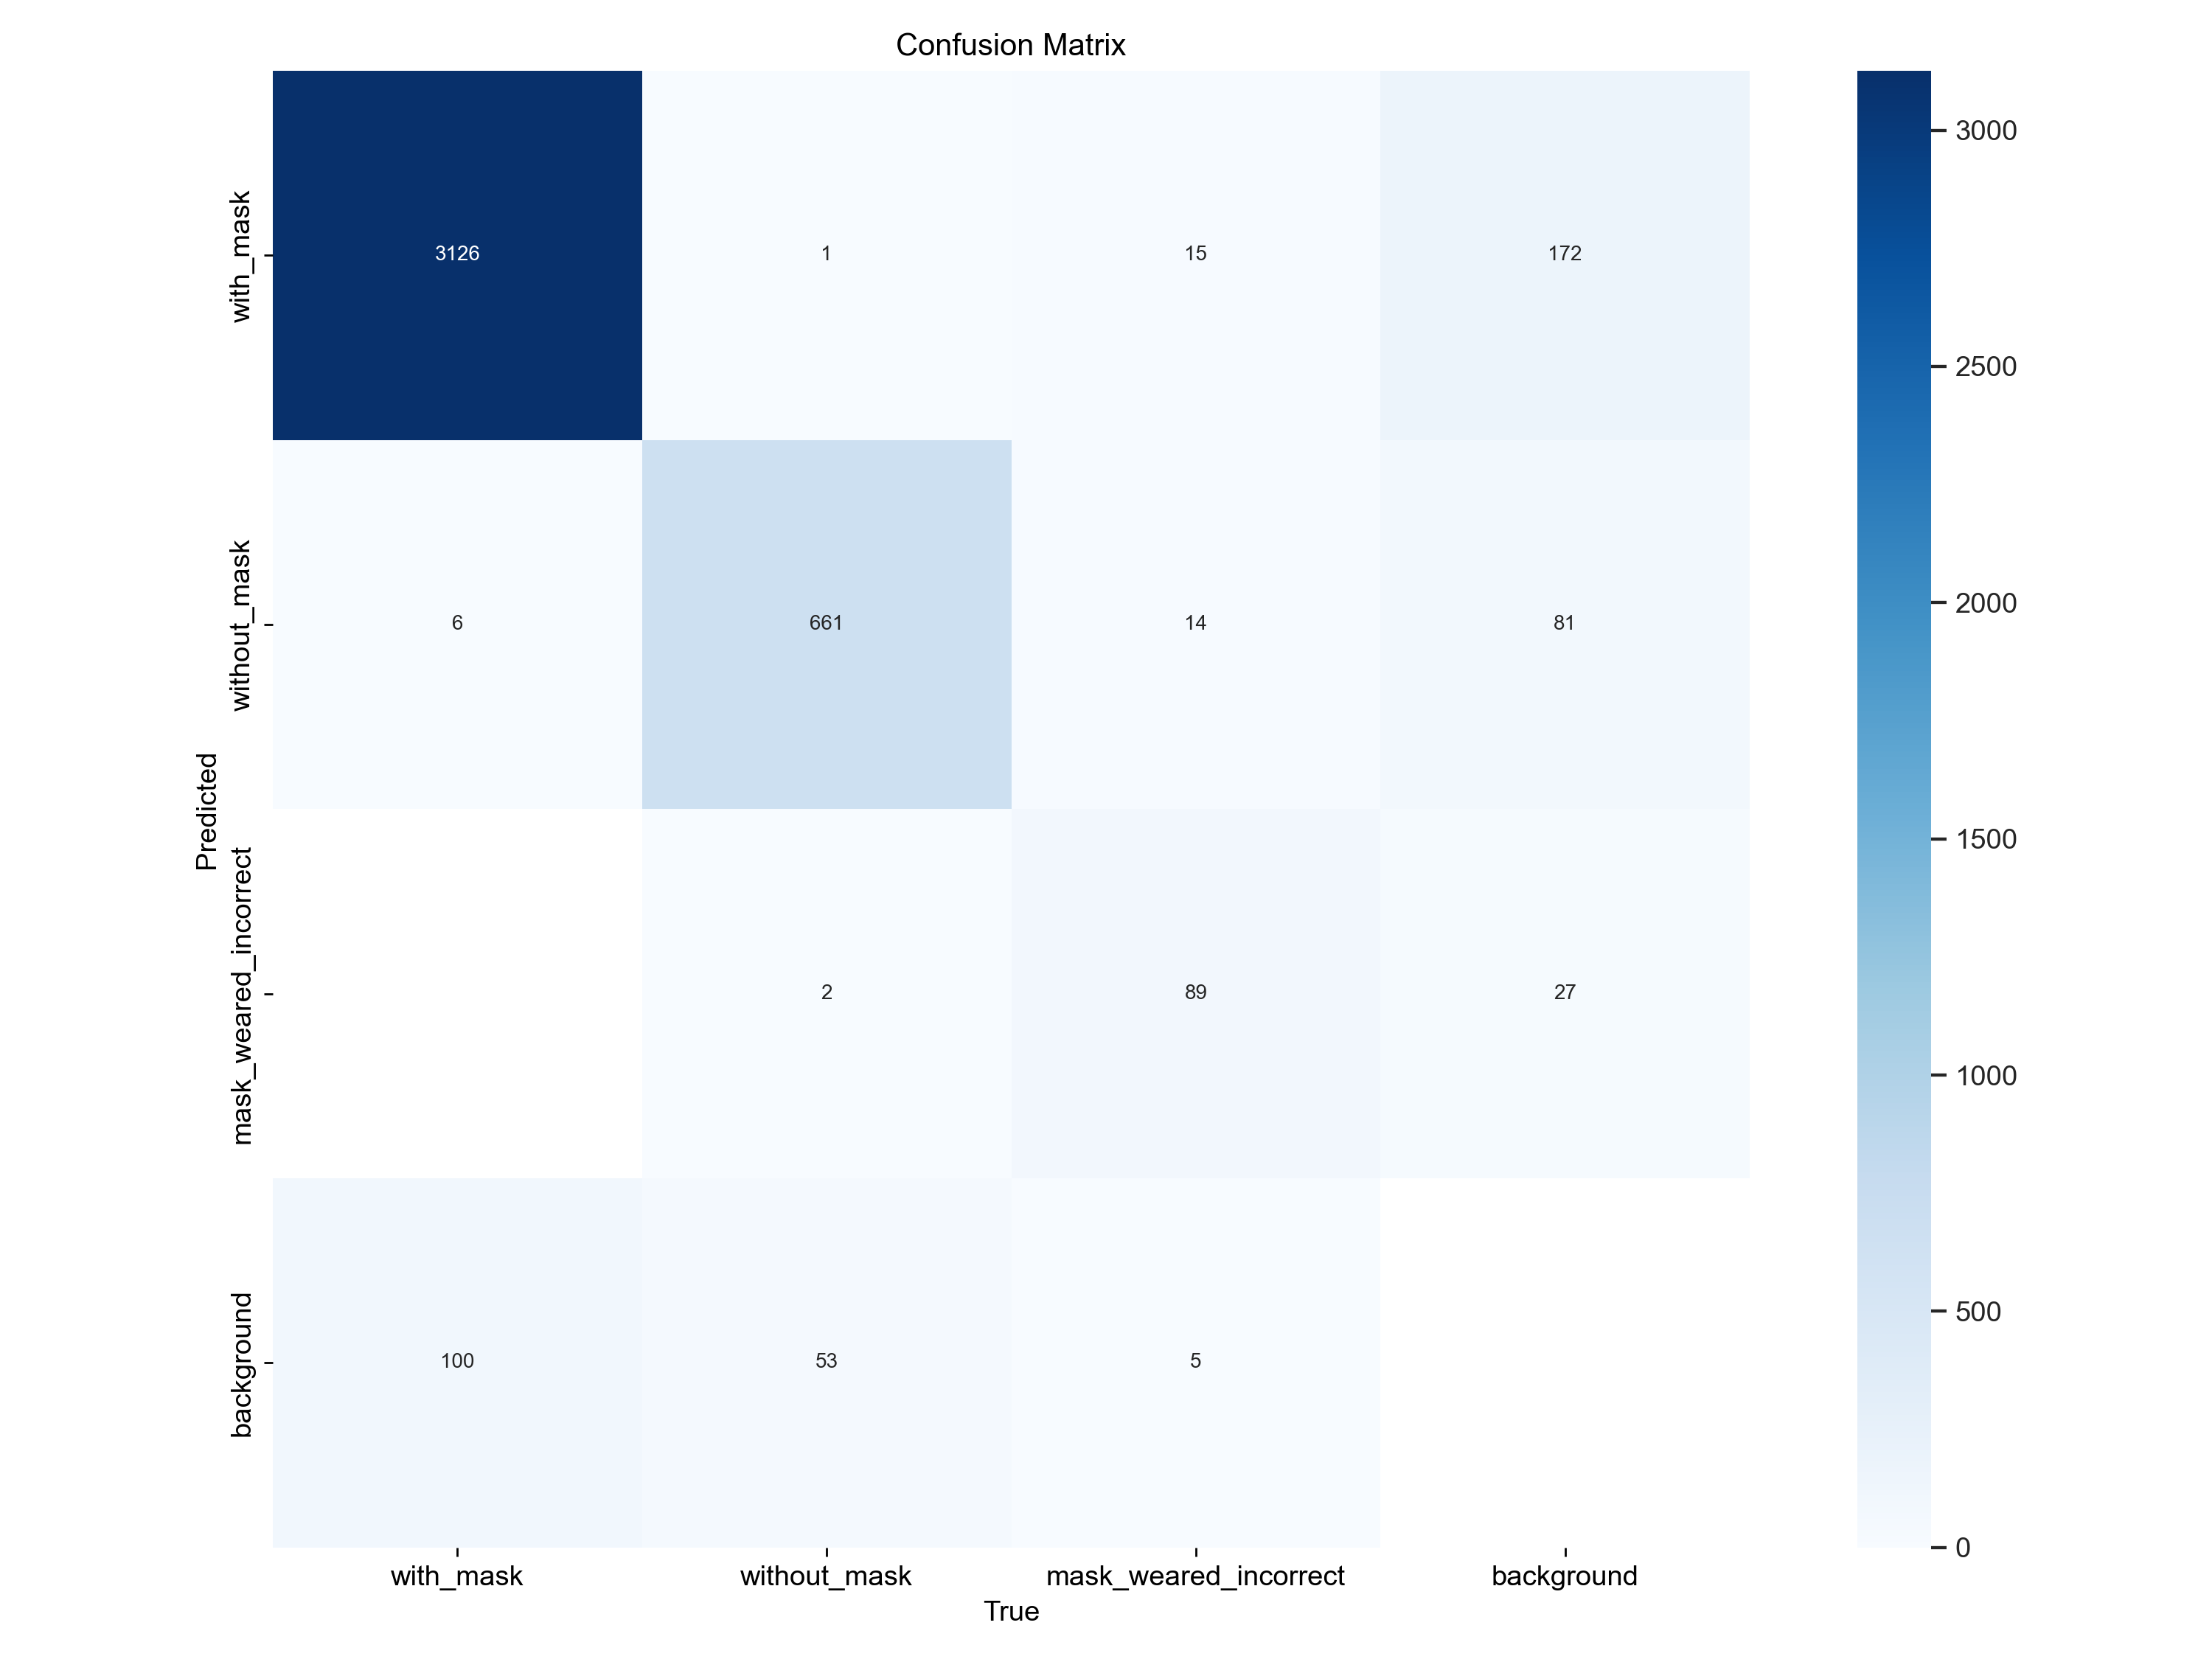 Confusion Matrix
with_mask
3126
1
15
172
without_mask
6
661
14
81
mask_weared_incorrect
2
89
27
background
100
53
5
Predicted
with_mask
without_mask
mask_weared_incorrect
background
True
3000
2500
2000
1500
1000
500
0